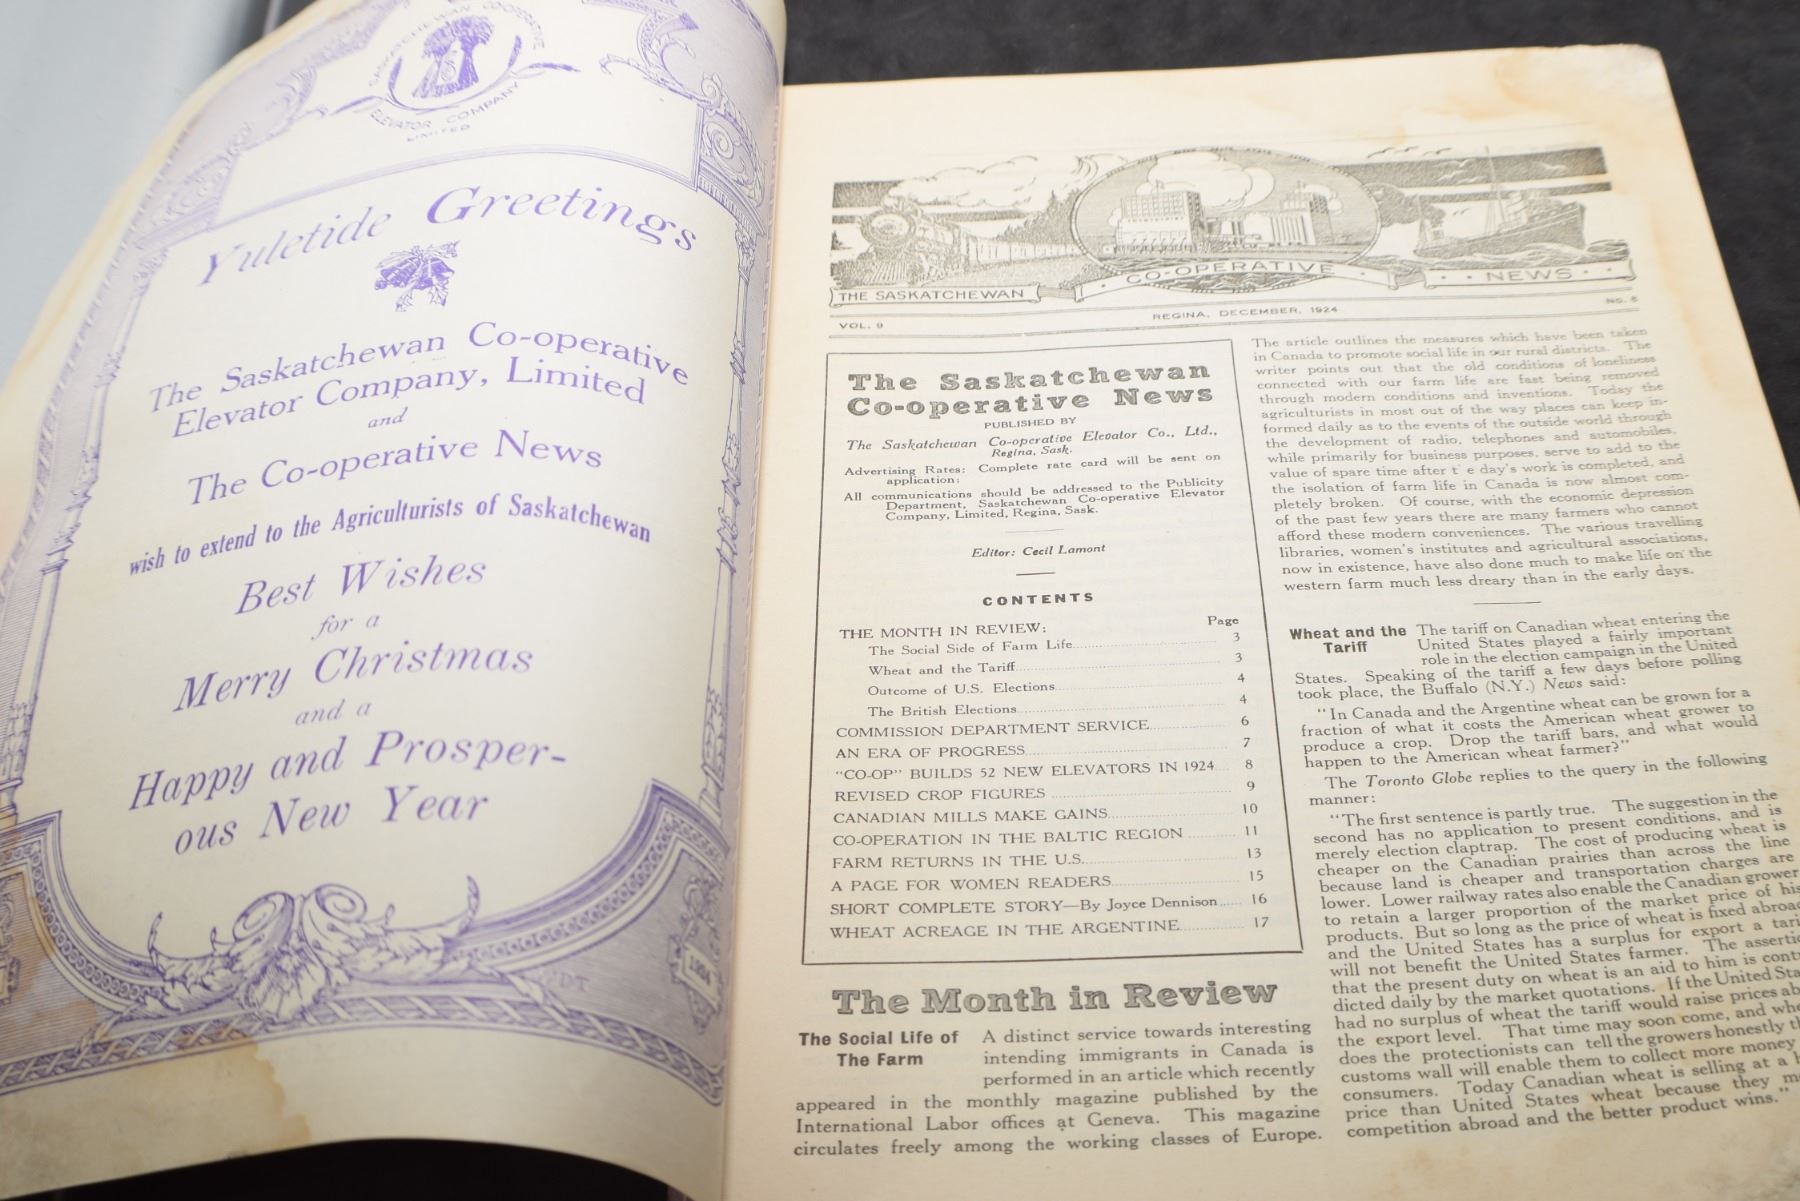 SASKATCHEWAN CO-OPERATIVE
ELEVATOR COMPANY
LIMITED
Yuletide Greetings
The Saskatchewan Co-operative
Elevator Company, Limited
and
The Co-operative News
wish to extend to the Agriculturists of Saskatchewan
Best Wishes
for a
Merry Christmas
and a
Happy and Prosper-
ous New Year
THE SASKATCHEWAN CO-OPERATIVE NEWS
VOL. 9 REGINA, DECEMBER, 1924
The Saskatchewan
Co-operative News
PUBLISHED BY
The Saskatchewan Co-operative Elevator Co., Ltd.,
Regina, Sask.
Advertising Rates: Complete rate card will be sent on
application:
All communications should be addressed to the Publicity
Department, Saskatchewan Co-operative Elevator
Company, Limited, Regina, Sask.
Editor: Cecil Lamont
CONTENTS
Page
THE MONTH IN REVIEW:
The Social Side of Farm Life 3
Wheat and the Tariff 3
Outcome of U.S. Elections 4
The British Elections 4
COMMISSION DEPARTMENT SERVICE 6
AN ERA OF PROGRESS 7
"CO-OP" BUILDS 52 NEW ELEVATORS IN 1924 8
REVISED CROP FIGURES 9
CANADIAN MILLS MAKE GAINS 10
CO-OPERATION IN THE BALTIC REGION 11
FARM RETURNS IN THE U.S. 13
A PAGE FOR WOMEN READERS 15
SHORT COMPLETE STORY—By Joyce Dennison 16
WHEAT ACREAGE IN THE ARGENTINE 17
The Month in Review
The Social Life of The Farm
A distinct service towards interesting
intending immigrants in Canada is
performed in an article which recently
appeared in the monthly magazine published by the
International Labor offices at Geneva. This magazine
circulates freely among the working classes of Europe.
The article outlines the measures which have been taken
in Canada to promote social life in our rural districts. The
writer points out that the old conditions of loneliness
connected with our farm life are fast being removed
through modern conditions and inventions. Today the
agriculturists in most out of the way places can keep in-
formed daily as to the events of the outside world through
the development of radio, telephones and automobiles,
while primarily for business purposes, serve to add to the
value of spare time after t e day's work is completed, and
the isolation of farm life in Canada is now almost com-
pletely broken. Of course, with the economic depression
of the past few years there are many farmers who cannot
afford these modern conveniences. The various travelling
libraries, women's institutes and agricultural associations,
now in existence, have also done much to make life on the
western farm much less dreary than in the early days.
Wheat and the Tariff
The tariff on Canadian wheat entering the
United States played a fairly important
role in the election campaign in the United
States. Speaking of the tariff a few days before polling
took place, the Buffalo (N.Y.) News said:
"In Canada and the Argentine wheat can be grown for a
fraction of what it costs the American wheat grower to
produce a crop. Drop the tariff bars, and what would
happen to the American wheat farmer?"
The Toronto Globe replies to the query in the following
manner:
"The first sentence is partly true. The suggestion in the
second has no application to present conditions, and is
merely election claptrap. The cost of producing wheat is
cheaper on the Canadian prairies than across the line
because land is cheaper and transportation charges are
lower. Lower railway rates also enable the Canadian grower
to retain a larger proportion of the market price of his
products. But so long as the price of wheat is fixed abroad
and the United States has a surplus for export a tari
will not benefit the United States farmer. The asserti
that the present duty on wheat is an aid to him is cont
dicted daily by the market quotations. If the United Sta
had no surplus of wheat the tariff would raise prices ab
the export level. That time may soon come, and whe
does the protectionists can tell the growers honestly th
customs wall will enable them to collect more money
consumers. Today Canadian wheat is selling at a h
price than United States wheat because they m
competition abroad and the better product wins."